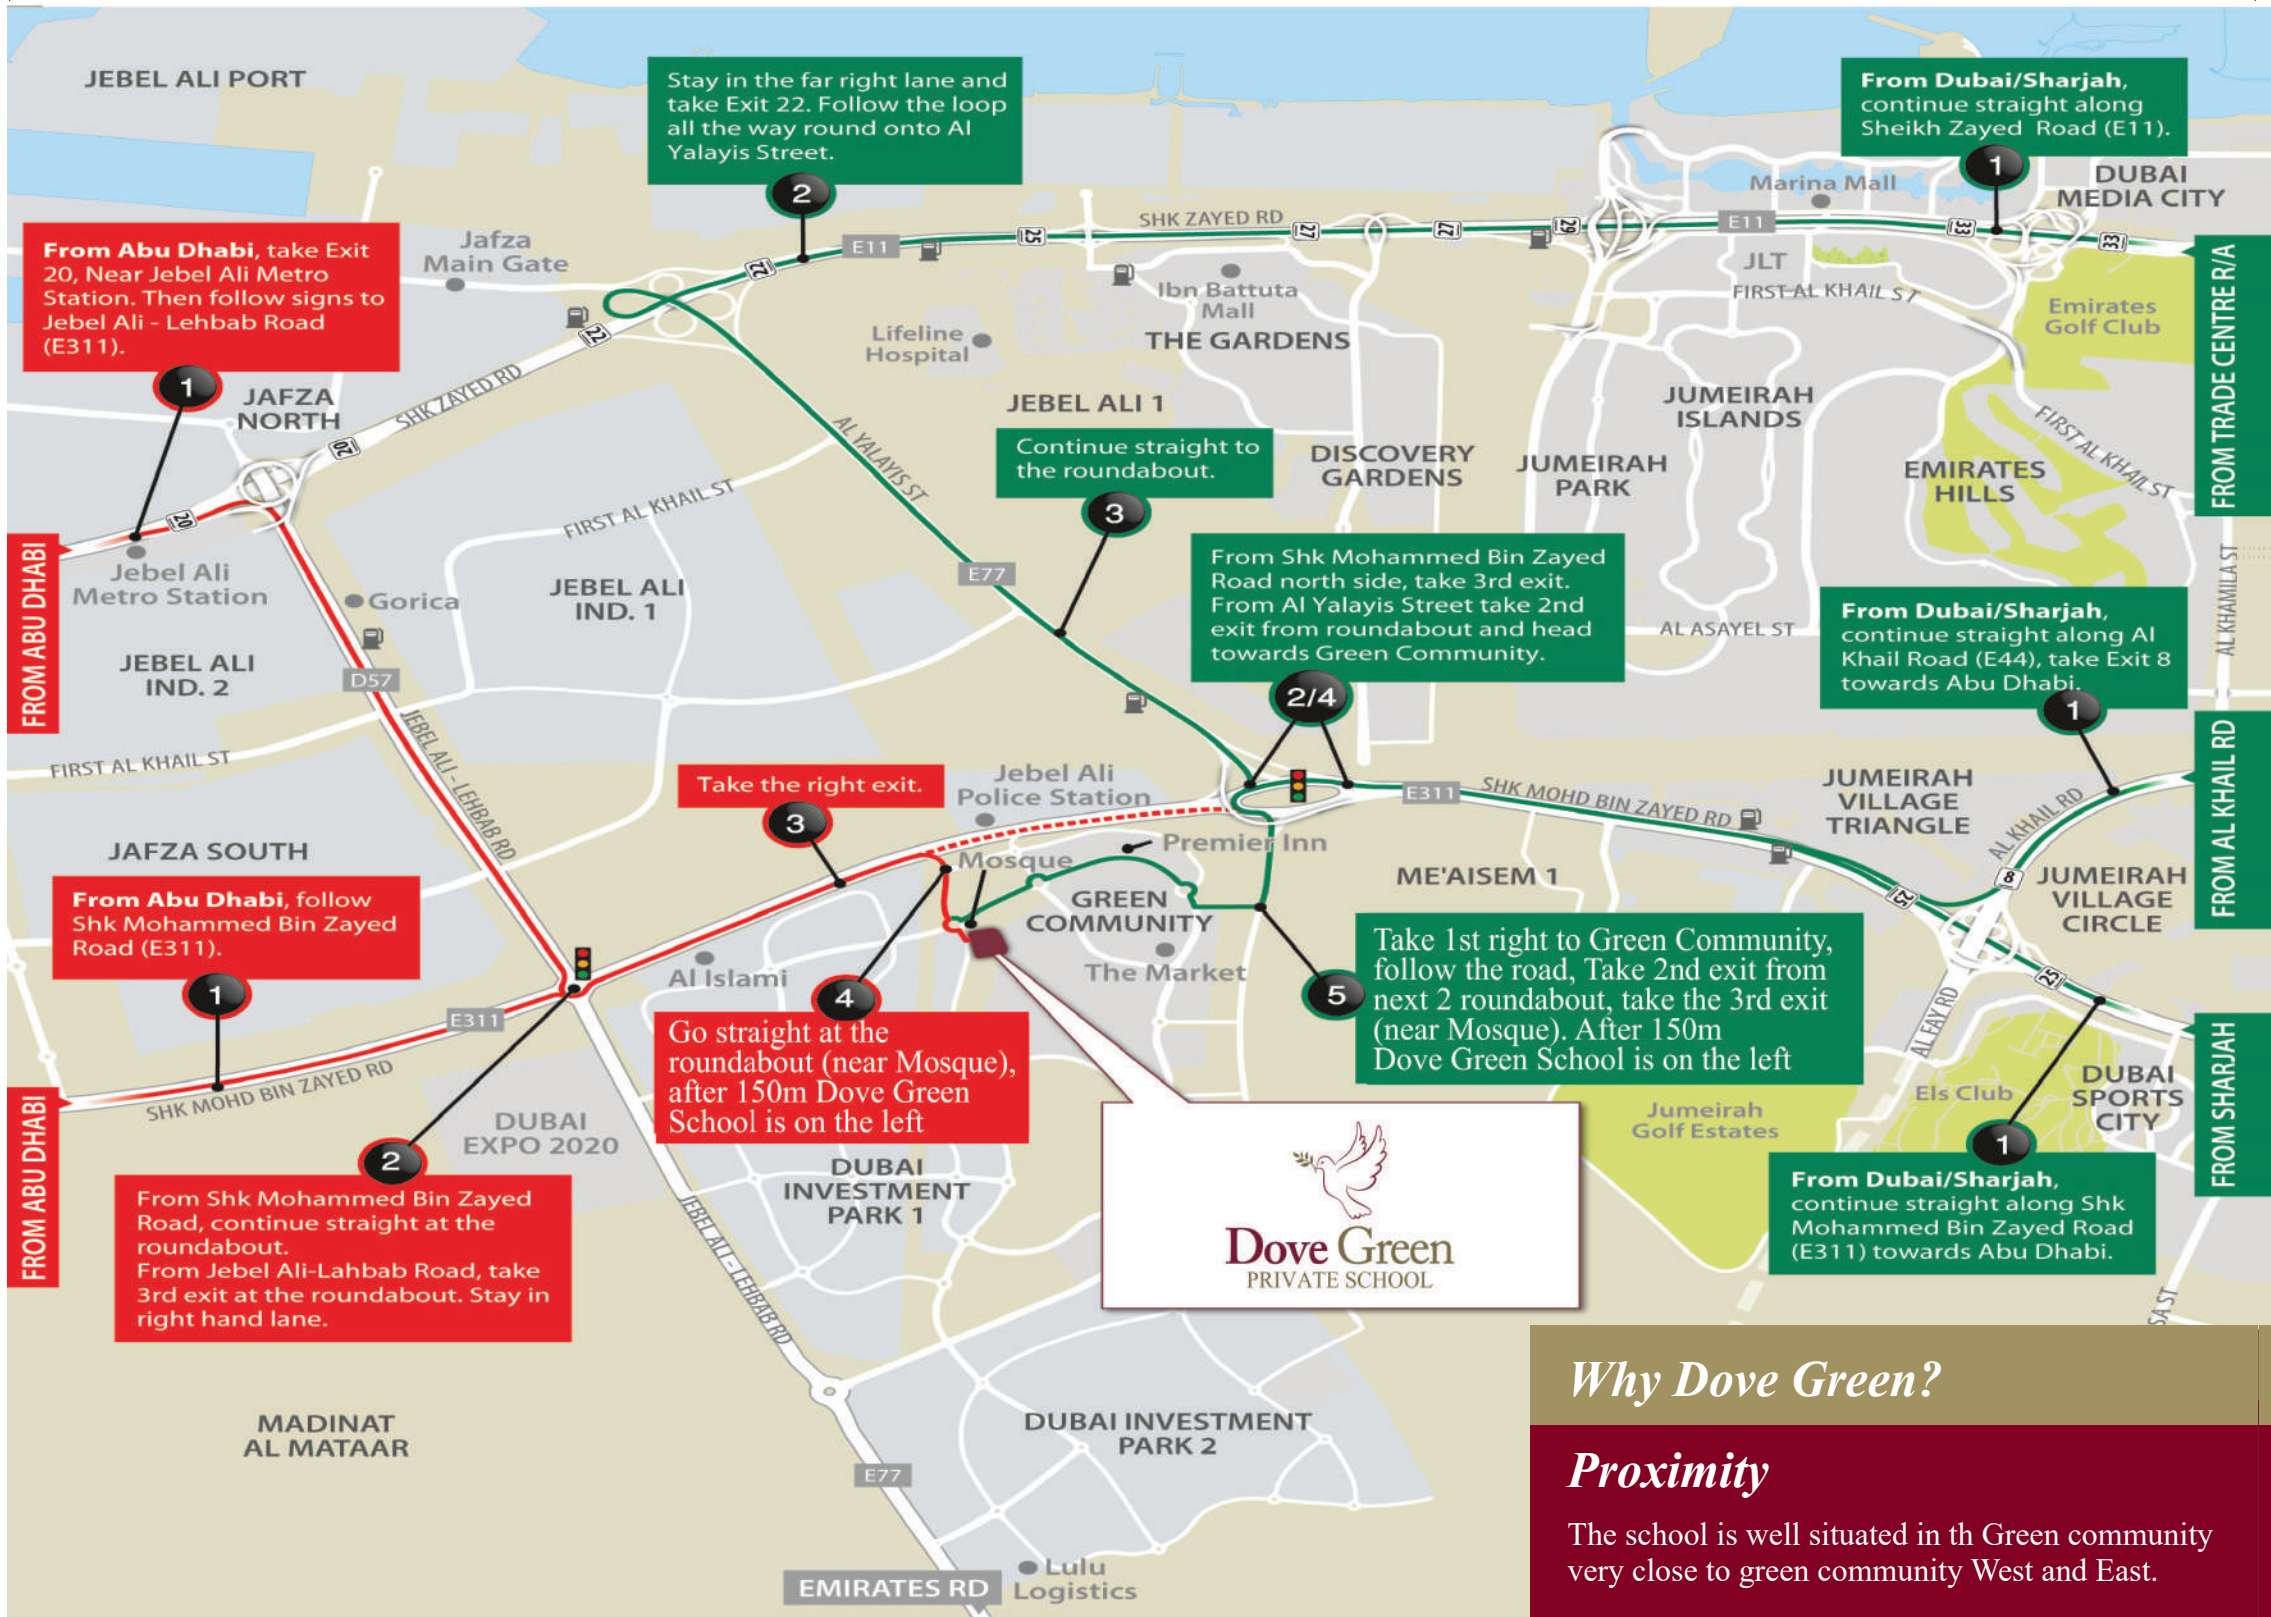 JEBEL ALI PORT
Stay in the far right lane and
take Exit 22. Follow the loop
all the way round onto Al
Yalayis Street.
2
From Dubai/Sharjah,
continue straight along
Sheikh Zayed Road (E11).
1
DUBAI
MEDIA CITY
Marina Mall
SHK ZAYED RD
E11
E11
22
25
27
27
29
33
33
From Abu Dhabi, take Exit
20, Near Jebel Ali Metro
Station. Then follow signs to
Jebel Ali - Lehbab Road
(E311).
1
Jafza
Main Gate
22
JLT
FIRST AL KHAIL ST
Emirates
Golf Club
FROM TRADE CENTRE R/A
Ibn Battuta
Mall
THE GARDENS
Lifeline
Hospital
JAFZA
NORTH
SHK ZAYED RD
20
20
AL YALAYIS ST
JEBEL ALI 1
Continue straight to
the roundabout.
3
DISCOVERY
GARDENS
JUMEIRAH
PARK
JUMEIRAH
ISLANDS
EMIRATES
HILLS
FIRST AL KHAIL ST
FIRST AL KHAIL ST
FROM ABU DHABI
Jebel Ali
Metro Station
Gorica
JEBEL ALI
IND. 1
E77
From Shk Mohammed Bin Zayed
Road north side, take 3rd exit.
From Al Yalayis Street take 2nd
exit from roundabout and head
towards Green Community.
2/4
AL ASAYEL ST
AL KHAMILA ST
From Dubai/Sharjah,
continue straight along Al
Khail Road (E44), take Exit 8
towards Abu Dhabi.
1
JEBEL ALI
IND. 2
D57
JEBEL ALI - LEHBAB RD
FIRST AL KHAIL ST
FROM AL KHAIL RD
Take the right exit.
3
Jebel Ali
Police Station
E311
SHK MOHD BIN ZAYED RD
JUMEIRAH
VILLAGE
TRIANGLE
AL KHAIL RD
8
25
JUMEIRAH
VILLAGE
CIRCLE
JAFZA SOUTH
Premier Inn
Mosque
ME'AISEM 1
GREEN
COMMUNITY
The Market
From Abu Dhabi, follow
Shk Mohammed Bin Zayed
Road (E311).
1
Al Islami
4
Go straight at the
roundabout (near Mosque),
after 150m Dove Green
School is on the left
5
Take 1st right to Green Community,
follow the road, Take 2nd exit from
next 2 roundabout, take the 3rd exit
(near Mosque). After 150m
Dove Green School is on the left
25
AL FAY RD
E311
SHK MOHD BIN ZAYED RD
FROM ABU DHABI
Els Club
DUBAI
SPORTS
CITY
FROM SHARJAH
Jumeirah
Golf Estates
DUBAI
EXPO 2020
2
From Shk Mohammed Bin Zayed
Road, continue straight at the
roundabout.
From Jebel Ali-Lahbab Road, take
3rd exit at the roundabout. Stay in
right hand lane.
DUBAI
INVESTMENT
PARK 1
JEBEL ALI - LEHBAB RD
Dove Green
PRIVATE SCHOOL
1
From Dubai/Sharjah,
continue straight along Shk
Mohammed Bin Zayed Road
(E311) towards Abu Dhabi.
SA ST
MADINAT
AL MATAAR
DUBAI INVESTMENT
PARK 2
E77
EMIRATES RD
Lulu
Logistics
Why Dove Green?
Proximity
The school is well situated in th Green community
very close to green community West and East.